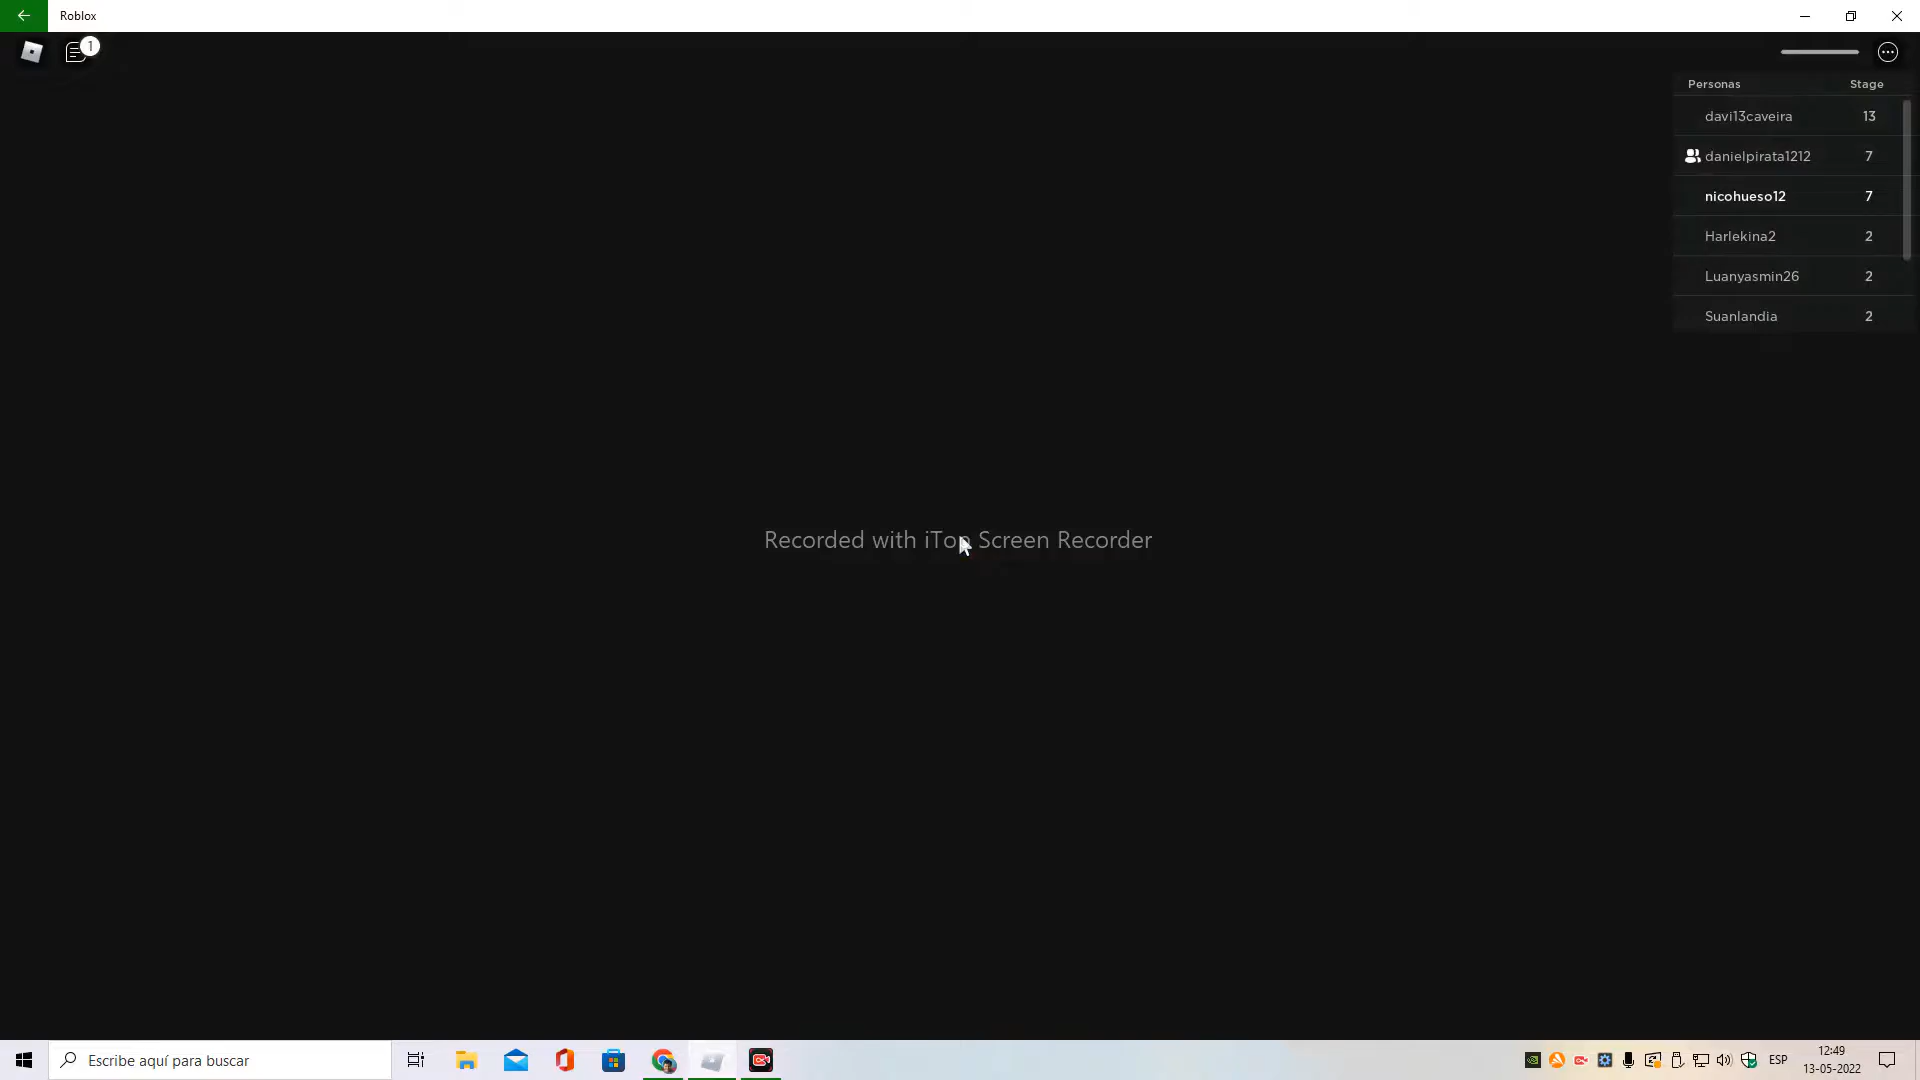 Roblox
1
Personas Stage
davi13caveira 13
danielpirata1212 7
nicohueso12 7
Harlekina2 2
Luanyasmin26 2
Suanlandia 2
Recorded with iTop Screen Recorder
Escribe aquí para buscar
ESP
12:49
13-05-2022